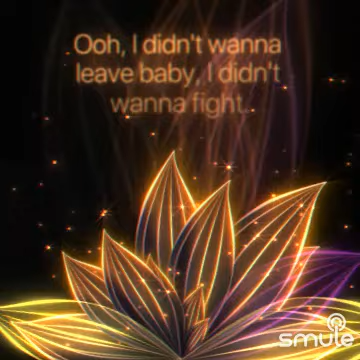 Ooh, I didn't wanna
leave baby, I didn't
wanna fight.
smule